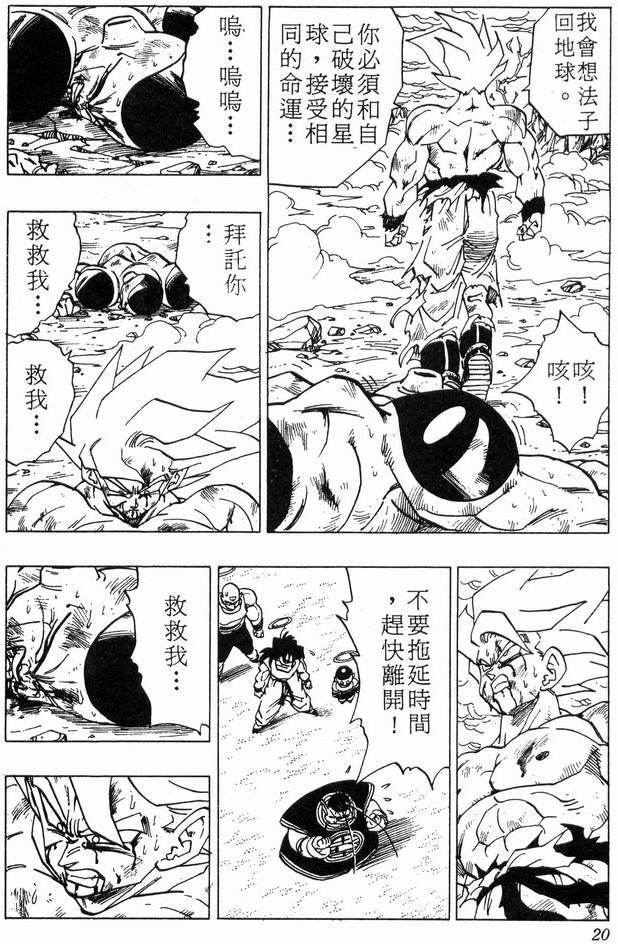 我會想法子
回地球。
你必須和自
己破壞的星
球，接受相
同的命運…
咳！
咳！
嗚…嗚嗚…
拜託你
…
救救我…
救我…
不要拖延時間
，趕快離開！
救救我…
20